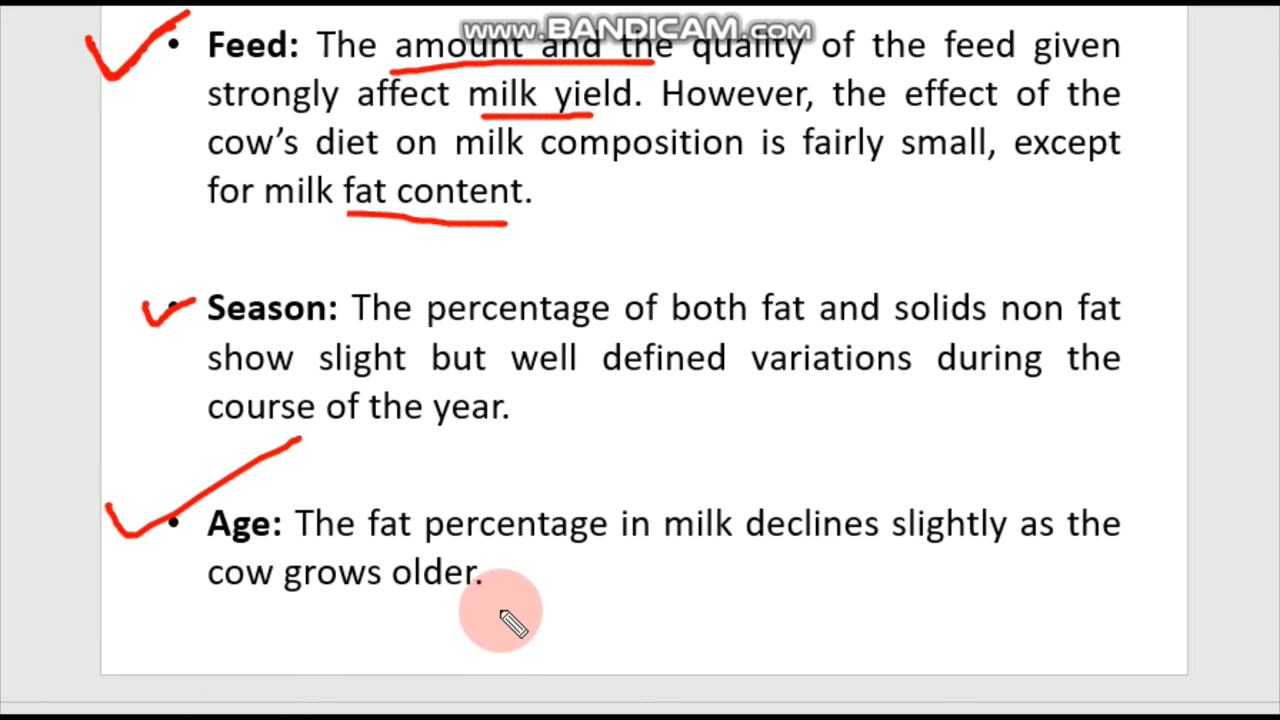 www.BANDICAM.com
• Feed: The amount and the quality of the feed given
strongly affect milk yield. However, the effect of the
cow’s diet on milk composition is fairly small, except
for milk fat content.
• Season: The percentage of both fat and solids non fat
show slight but well defined variations during the
course of the year.
• Age: The fat percentage in milk declines slightly as the
cow grows older.